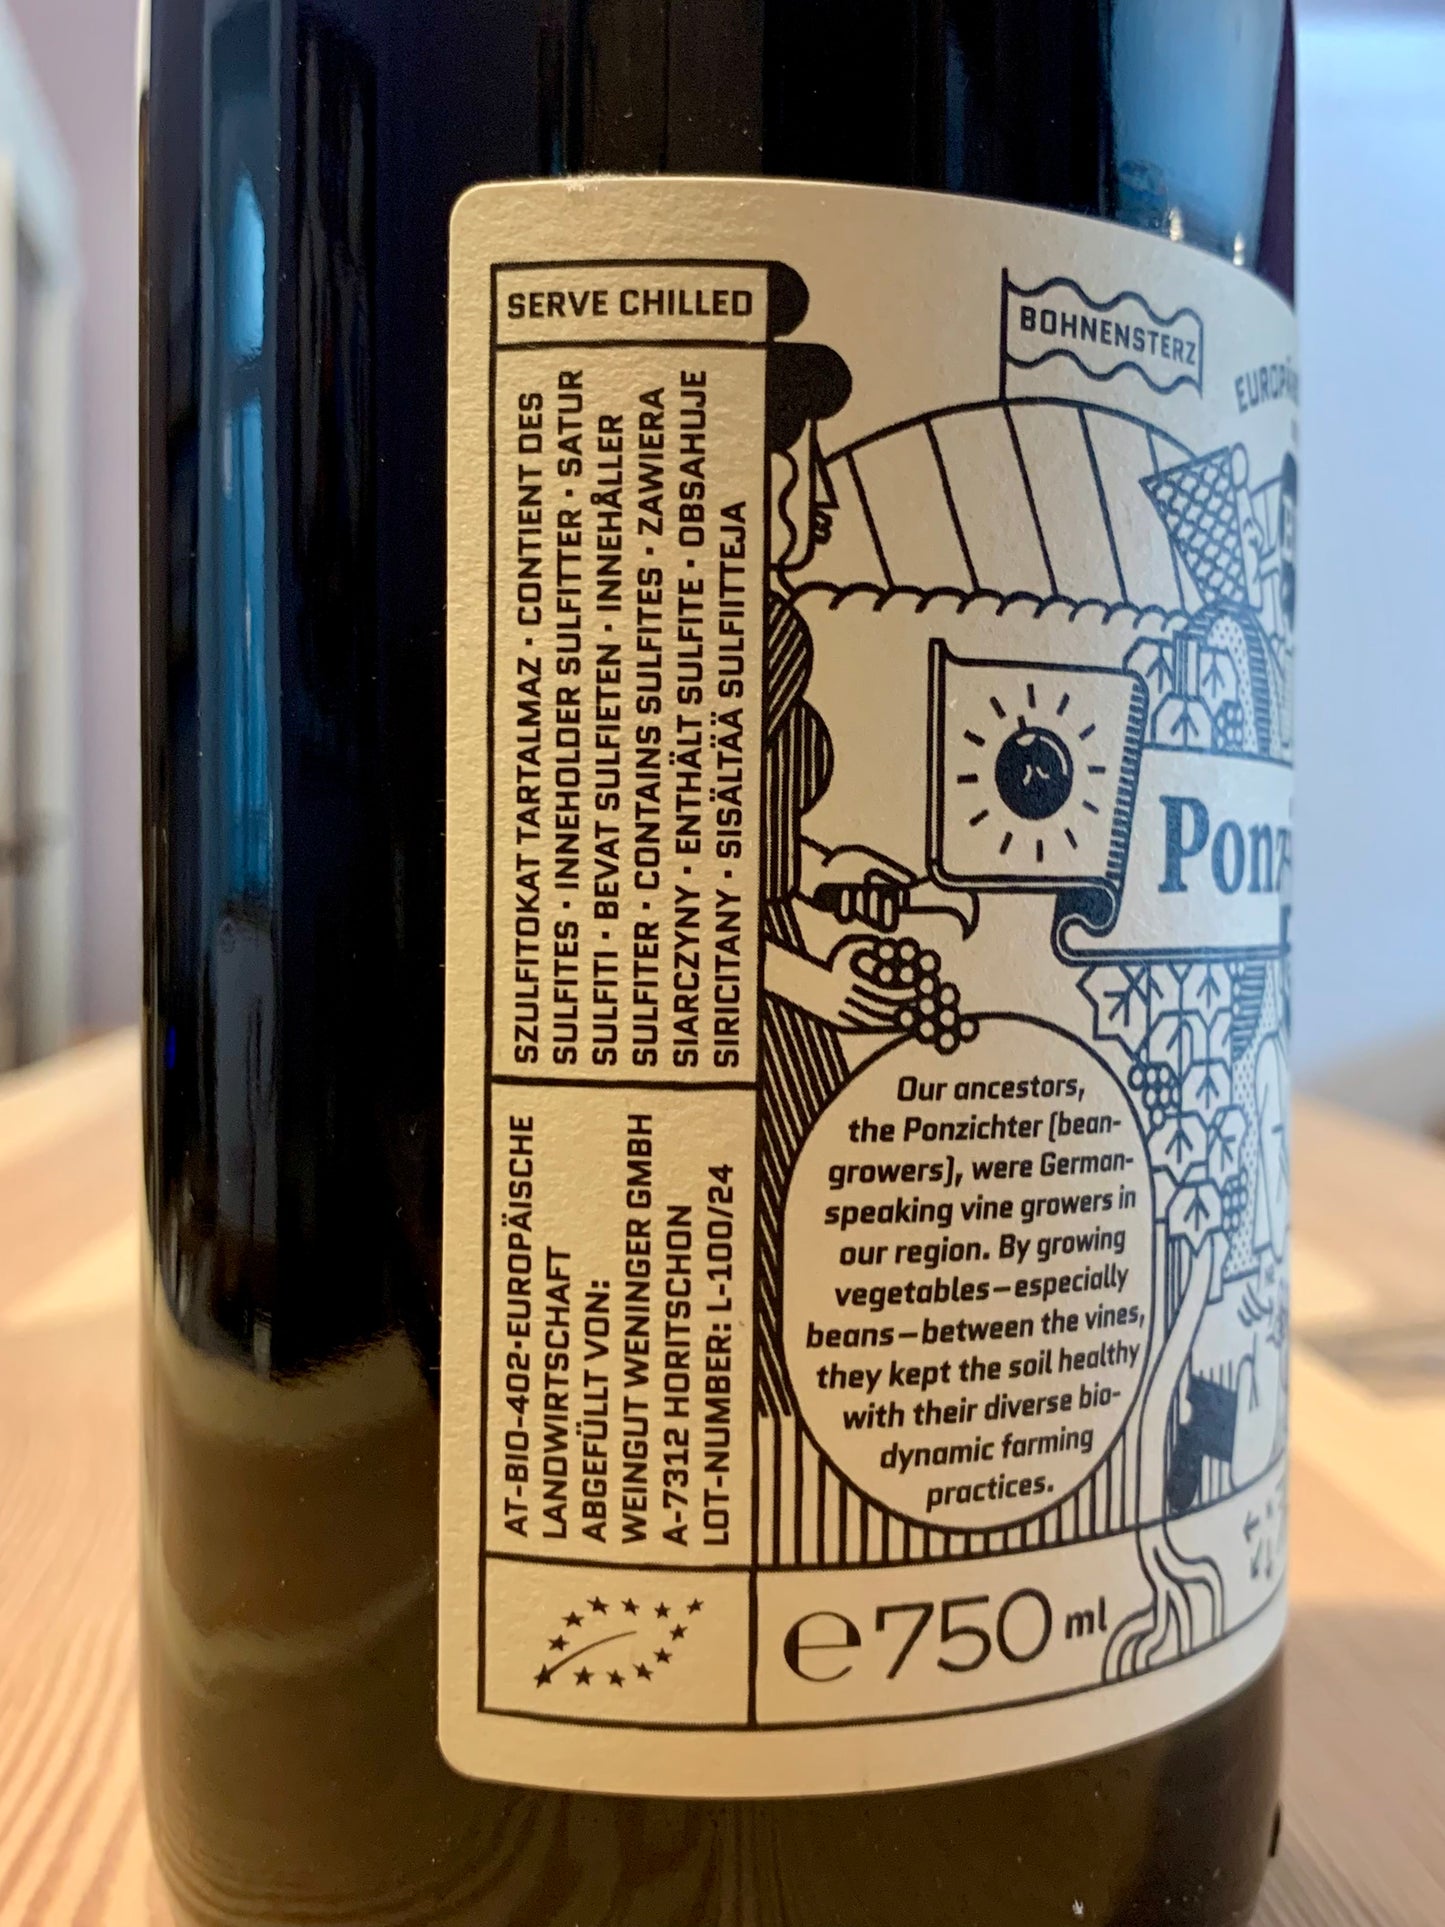 SERVE CHILLED
SZULFITOKAT TARTALMAZ · CONTIENT DES
SULFITES · INNEHOLDER SULFITTER · SATUR
SULFITI · BEVAT SULFIETEN · INNEHÅLLER
SULFITER · CONTAINS SULFITES · ZAWIERA
SIARCZYNY · ENTHÄLT SULFITE · OBSAHUJE
SIRICITANY · SISÄLTÄÄ SULFIITTEJA
AT-BIO-402·EUROPÄISCHE
LANDWIRTSCHAFT
ABGEFÜLLT VON:
WEINGUT WENINGER GMBH
A-7312 HORITSCHON
LOT-NUMBER: L-100/24
BOHNENSTERZ
Our ancestors,
the Ponzichter (bean-
growers), were German-
speaking vine growers in
our region. By growing
vegetables—especially
beans—between the vines,
they kept the soil healthy
with their diverse bio-
dynamic farming
practices.
e 750 ml